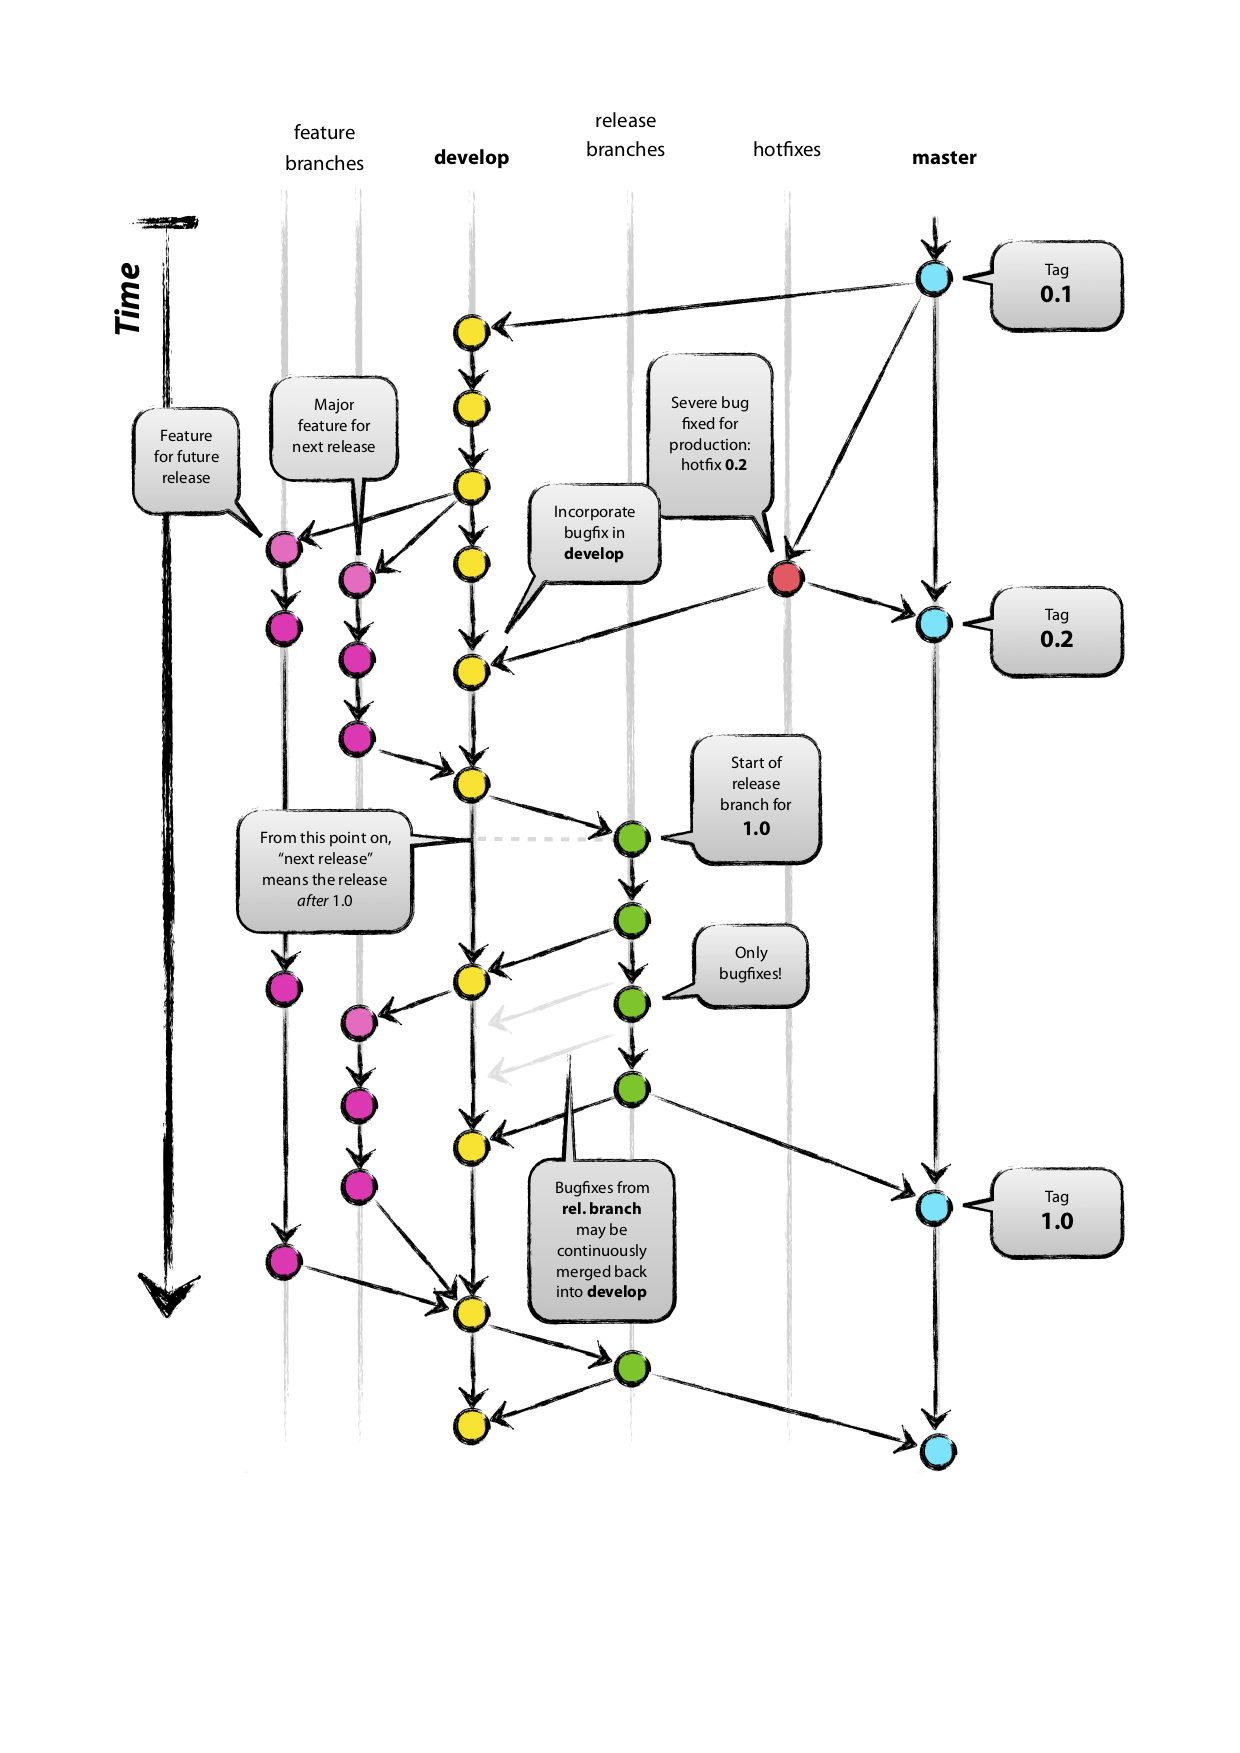 feature
branches
develop
release
branches
hotfixes
master
Time
Tag
0.1
Major
feature for
next release
Feature
for future
release
Severe bug
fixed for
production:
hotfix 0.2
Incorporate
bugfix in
develop
Tag
0.2
Start of
release
branch for
1.0
From this point on,
“next release”
means the release
after 1.0
Only
bugfixes!
Bugfixes from
rel. branch
may be
continuously
merged back
into develop
Tag
1.0